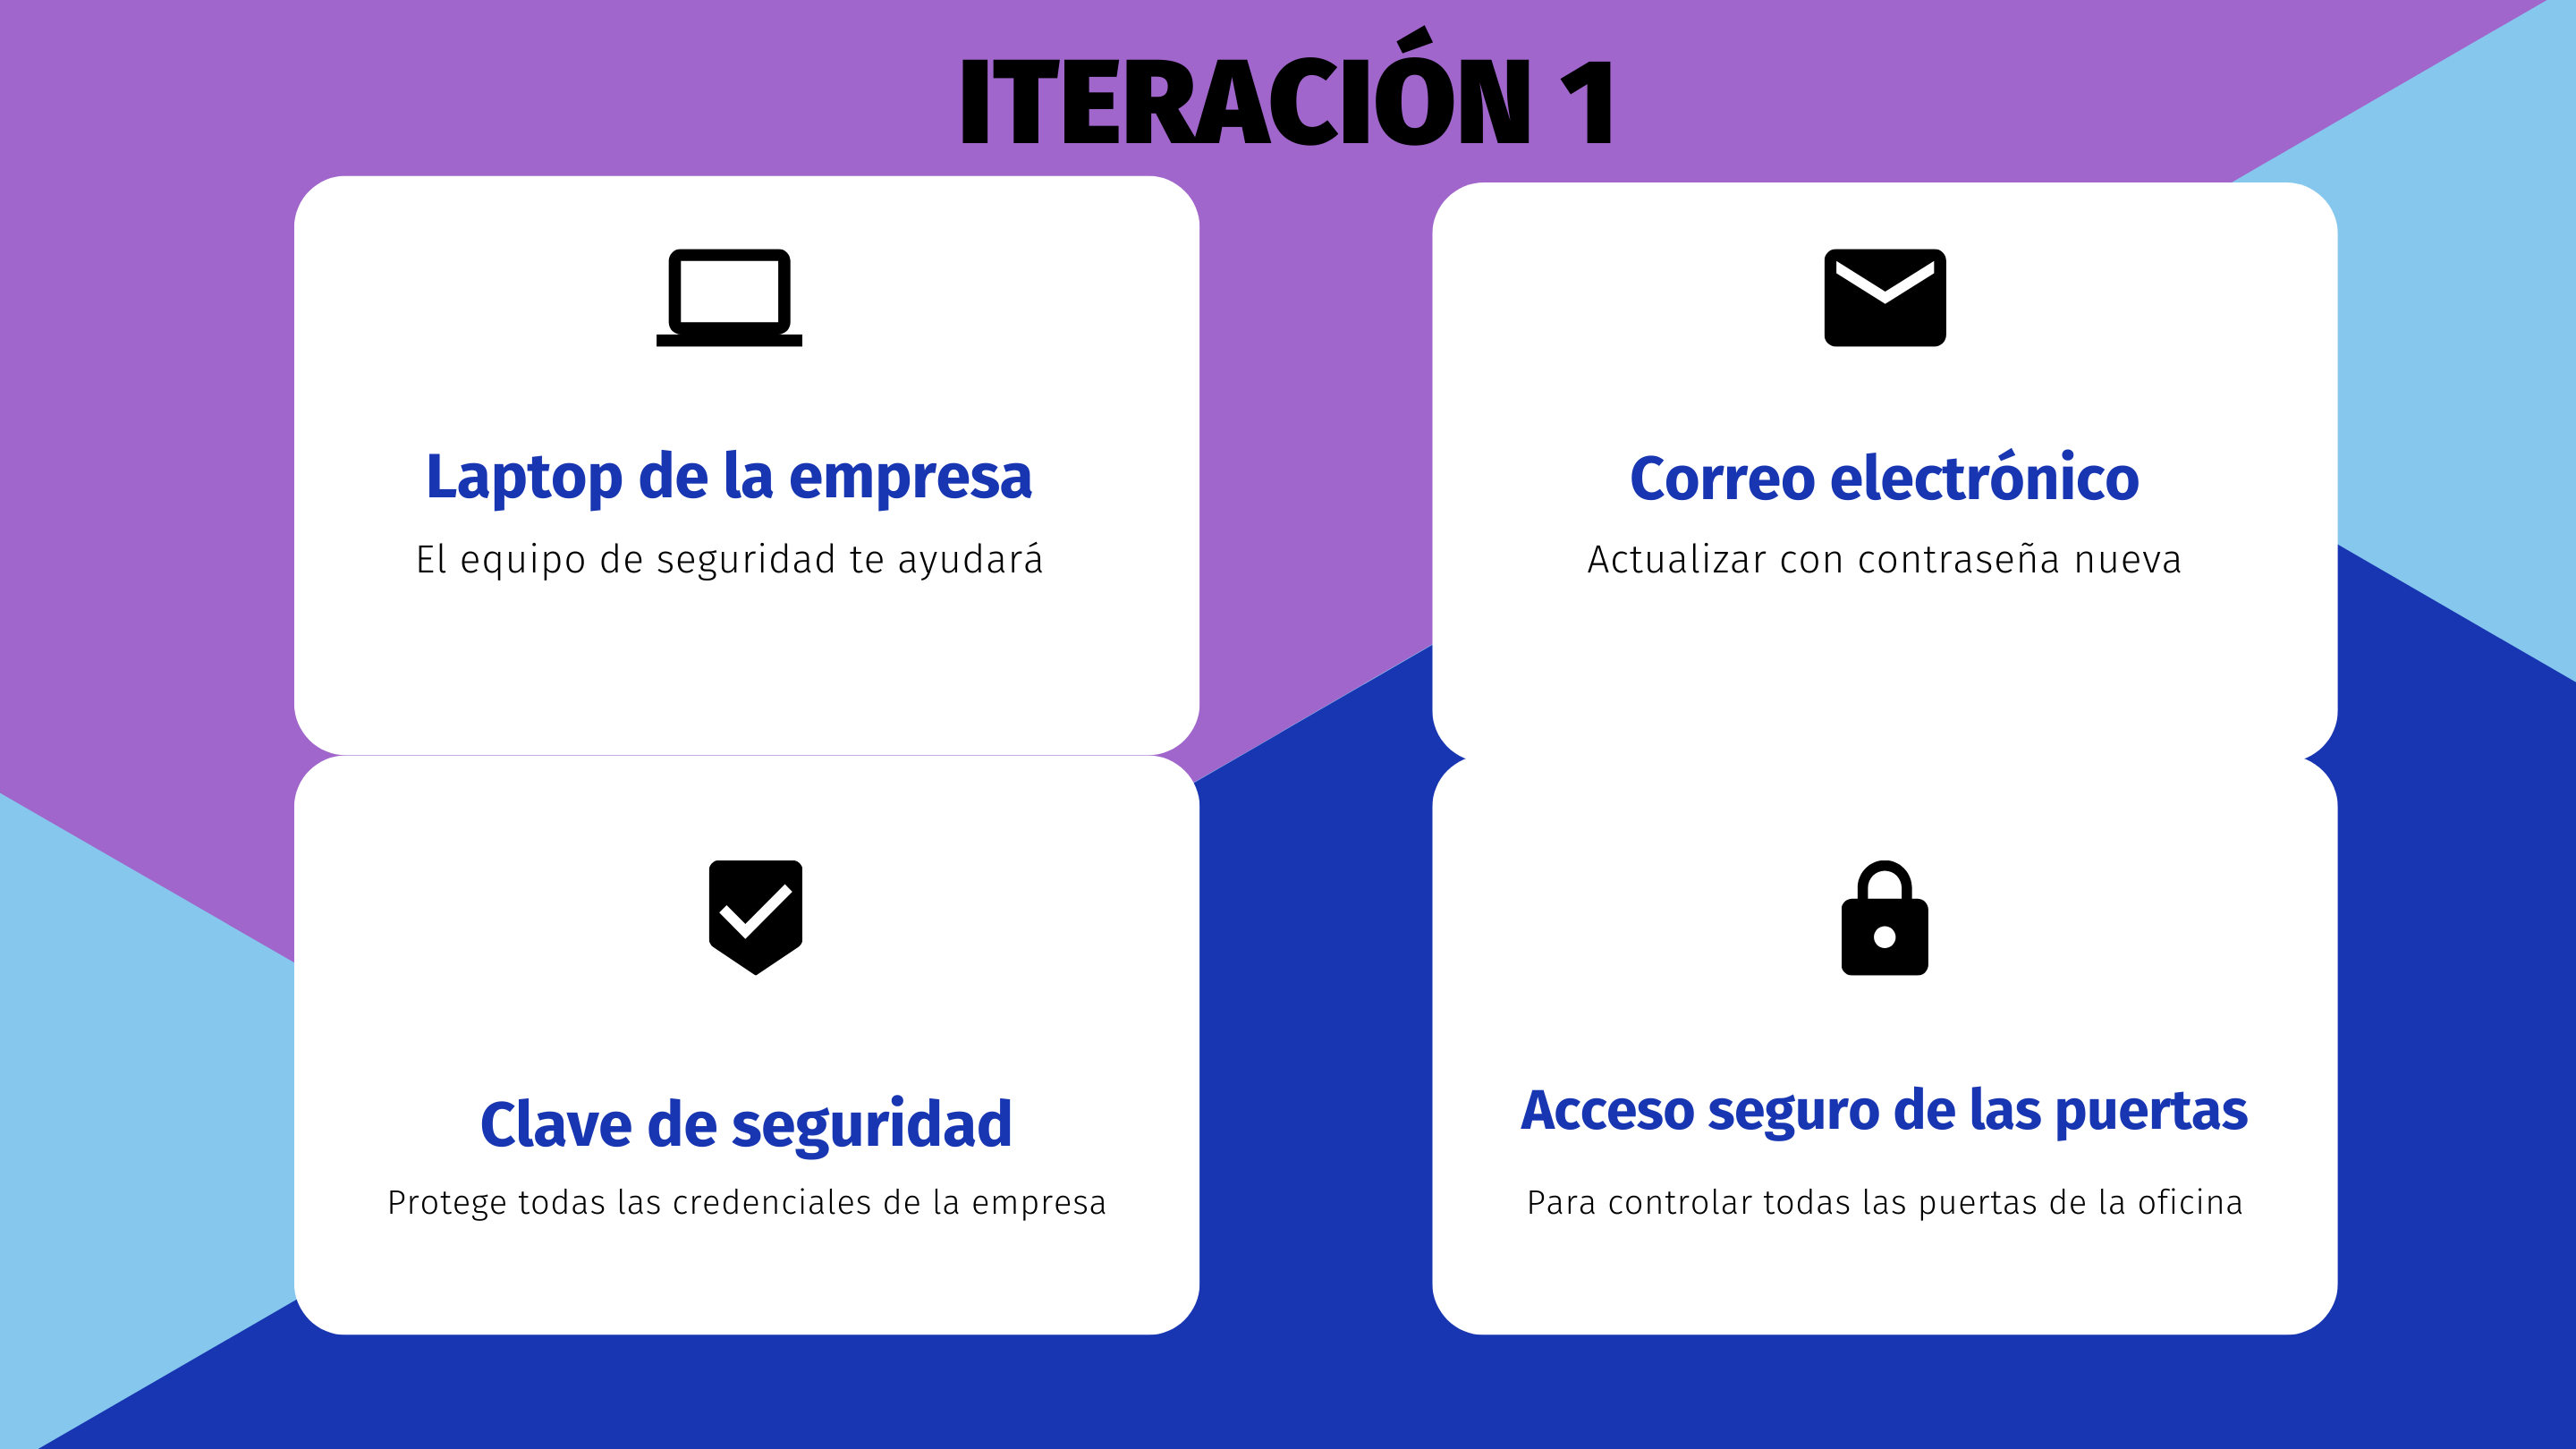 ITERACIÓN 1
Laptop de la empresa
El equipo de seguridad te ayudará
Correo electrónico
Actualizar con contraseña nueva
Clave de seguridad
Protege todas las credenciales de la empresa
Acceso seguro de las puertas
Para controlar todas las puertas de la oficina